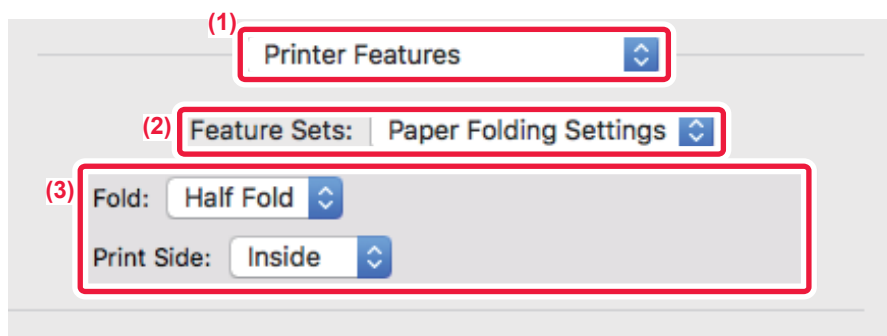 (1)
Printer Features
(2) Feature Sets: Paper Folding Settings
(3)
Fold: Half Fold
Print Side: Inside